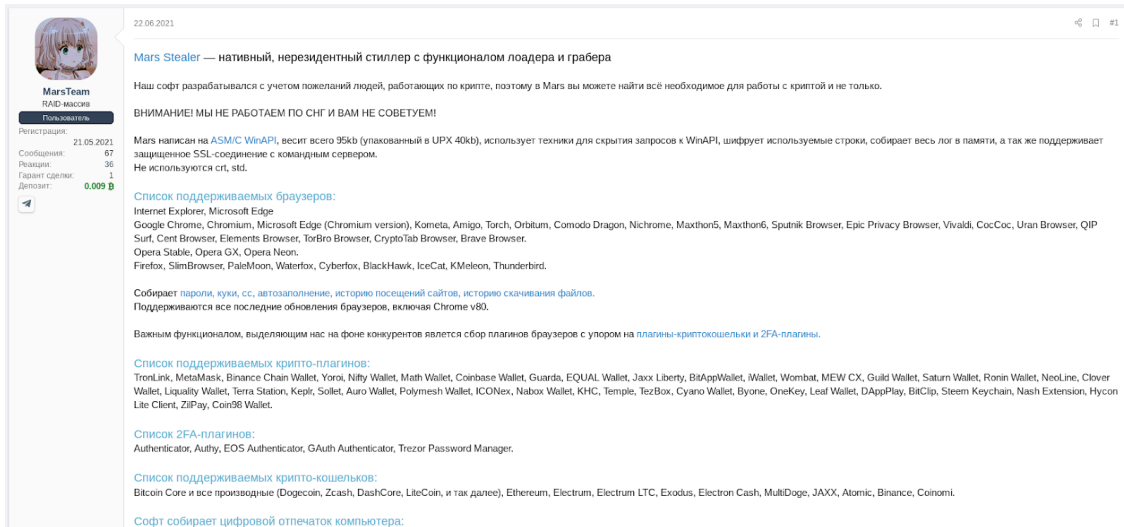 22.06.2021
#1
MarsTeam
RAID-массив
Пользователь
Регистрация:
21.05.2021
Сообщения: 67
Реакции: 36
Гарант сделки: 1
Депозит: 0.009 ₿
Mars Stealer — нативный, нерезидентный стиллер с функционалом лоадера и грабера
Наш софт разрабатывался с учетом пожеланий людей, работающих по крипте, поэтому в Mars вы можете найти всё необходимое для работы с криптой и не только.
ВНИМАНИЕ! МЫ НЕ РАБОТАЕМ ПО СНГ И ВАМ НЕ СОВЕТУЕМ!
Mars написан на ASM/C WinAPI, весит всего 95kb (упакованный в UPX 40kb), использует техники для скрытия запросов к WinAPI, шифрует используемые строки, собирает весь лог в памяти, а так же поддерживает
защищенное SSL-соединение с командным сервером.
Не используются crt, std.
Список поддерживаемых браузеров:
Internet Explorer, Microsoft Edge
Google Chrome, Chromium, Microsoft Edge (Chromium version), Kometa, Amigo, Torch, Orbitum, Comodo Dragon, Nichrome, Maxthon5, Maxthon6, Sputnik Browser, Epic Privacy Browser, Vivaldi, CocCoc, Uran Browser, QIP
Surf, Cent Browser, Elements Browser, TorBro Browser, CryptoTab Browser, Brave Browser.
Opera Stable, Opera GX, Opera Neon.
Firefox, SlimBrowser, PaleMoon, Waterfox, Cyberfox, BlackHawk, IceCat, KMeleon, Thunderbird.
Собирает пароли, куки, cc, автозаполнение, историю посещений сайтов, историю скачивания файлов.
Поддерживаются все последние обновления браузеров, включая Chrome v80.
Важным функционалом, выделяющим нас на фоне конкурентов явлется сбор плагинов браузеров с упором на плагины-криптокошельки и 2FA-плагины.
Список поддерживаемых крипто-плагинов:
TronLink, MetaMask, Binance Chain Wallet, Yoroi, Nifty Wallet, Math Wallet, Coinbase Wallet, Guarda, EQUAL Wallet, Jaxx Liberty, BitAppWallet, iWallet, Wombat, MEW CX, Guild Wallet, Saturn Wallet, Ronin Wallet, NeoLine, Clover
Wallet, Liquality Wallet, Terra Station, Keplr, Sollet, Auro Wallet, Polymesh Wallet, ICONex, Nabox Wallet, KHC, Temple, TezBox, Cyano Wallet, Byone, OneKey, Leaf Wallet, DAppPlay, BitClip, Steem Keychain, Nash Extension, Hycon
Lite Client, ZilPay, Coin98 Wallet.
Список 2FA-плагинов:
Authenticator, Authy, EOS Authenticator, GAuth Authenticator, Trezor Password Manager.
Список поддерживаемых крипто-кошельков:
Bitcoin Core и все производные (Dogecoin, Zcash, DashCore, LiteCoin, и так далее), Ethereum, Electrum, Electrum LTC, Exodus, Electron Cash, MultiDoge, JAXX, Atomic, Binance, Coinomi.
Софт собирает цифровой отпечаток компьютера: